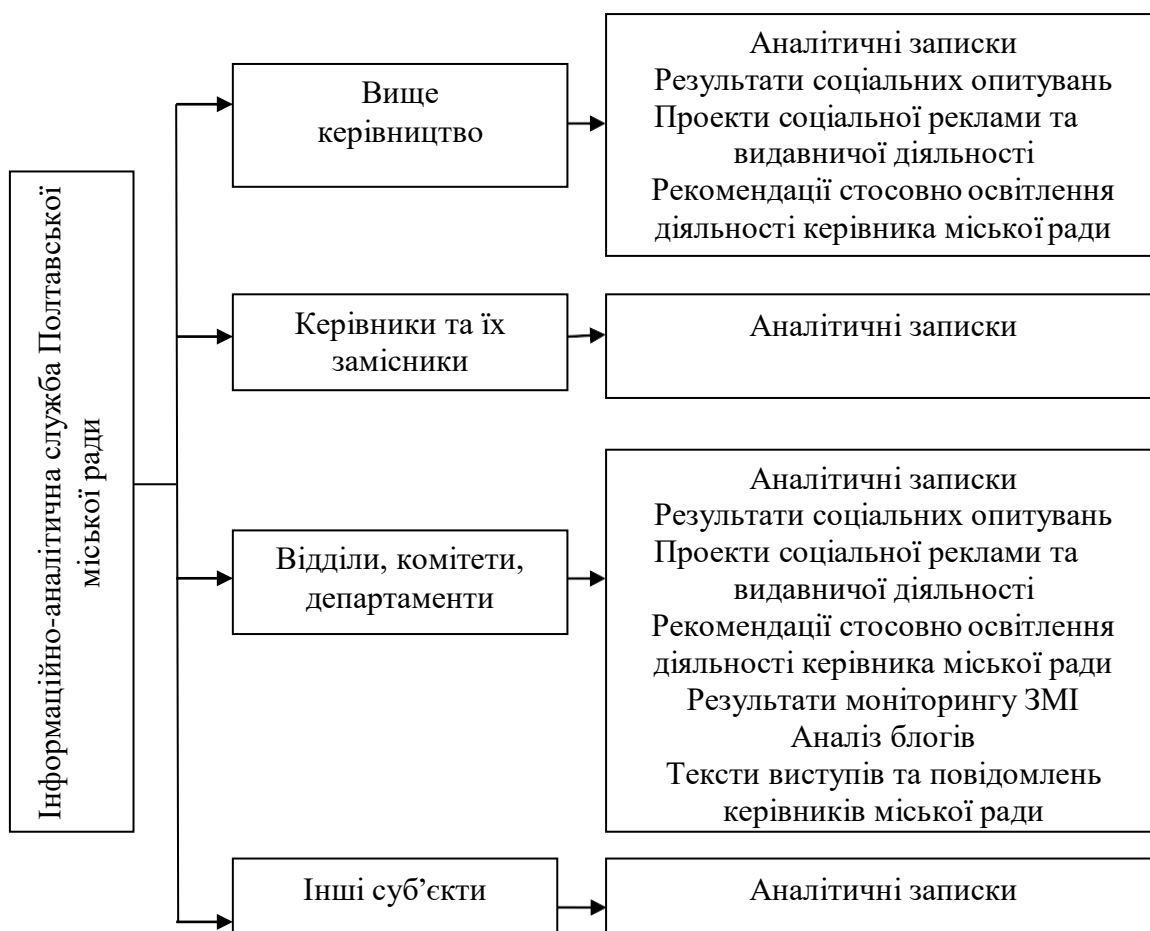 Інформаційно-аналітична служба Полтавської
міської ради
Вище
керівництво
Аналітичні записки
Результати соціальних опитувань
Проекти соціальної реклами та
видавничої діяльності
Рекомендації стосовно освітлення
діяльності керівника міської ради
Керівники та їх
замісники
Аналітичні записки
Відділи, комітети,
департаменти
Аналітичні записки
Результати соціальних опитувань
Проекти соціальної реклами та
видавничої діяльності
Рекомендації стосовно освітлення
діяльності керівника міської ради
Результати моніторингу ЗМІ
Аналіз блогів
Тексти виступів та повідомлень
керівників міської ради
Інші суб’єкти
Аналітичні записки